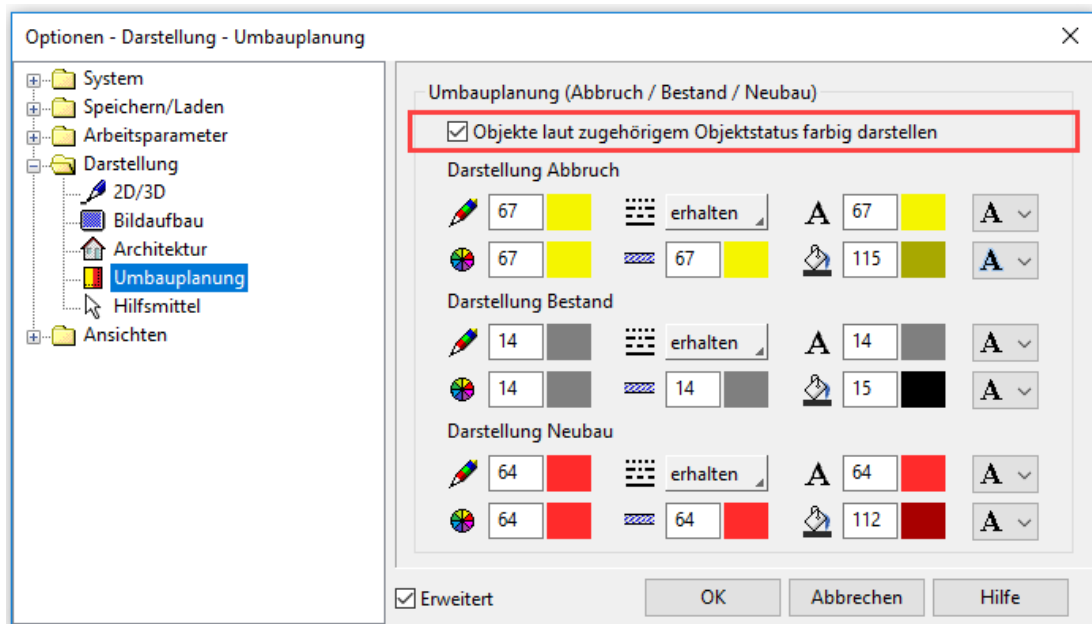 Optionen - Darstellung - Umbauplanung
System
Speichern/Laden
Arbeitsparameter
Darstellung
2D/3D
Bildaufbau
Architektur
Umbauplanung
Hilfsmittel
Ansichten
Umbauplanung (Abbruch / Bestand / Neubau)
Objekte laut zugehörigem Objektstatus farbig darstellen
Darstellung Abbruch
67 erhalten A 67 A
67 67 115 A
Darstellung Bestand
14 erhalten A 14 A
14 14 15 A
Darstellung Neubau
64 erhalten A 64 A
64 64 112 A
Erweitert OK Abbrechen Hilfe